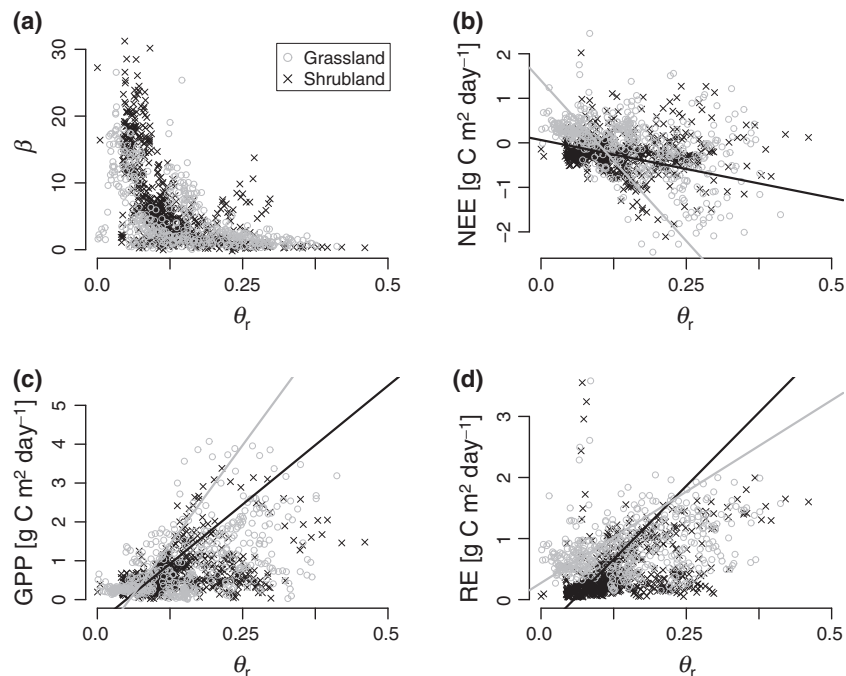 (a)
β
0 10 20 30
Grassland
Shrubland
0.0 0.25 0.5
θr
(b)
NEE [g C m² day⁻¹]
−2 −1 0 1 2
0.0 0.25 0.5
θr
(c)
GPP [g C m² day⁻¹]
0 1 2 3 4 5
0.0 0.25 0.5
θr
(d)
RE [g C m² day⁻¹]
0 1 2 3
0.0 0.25 0.5
θr